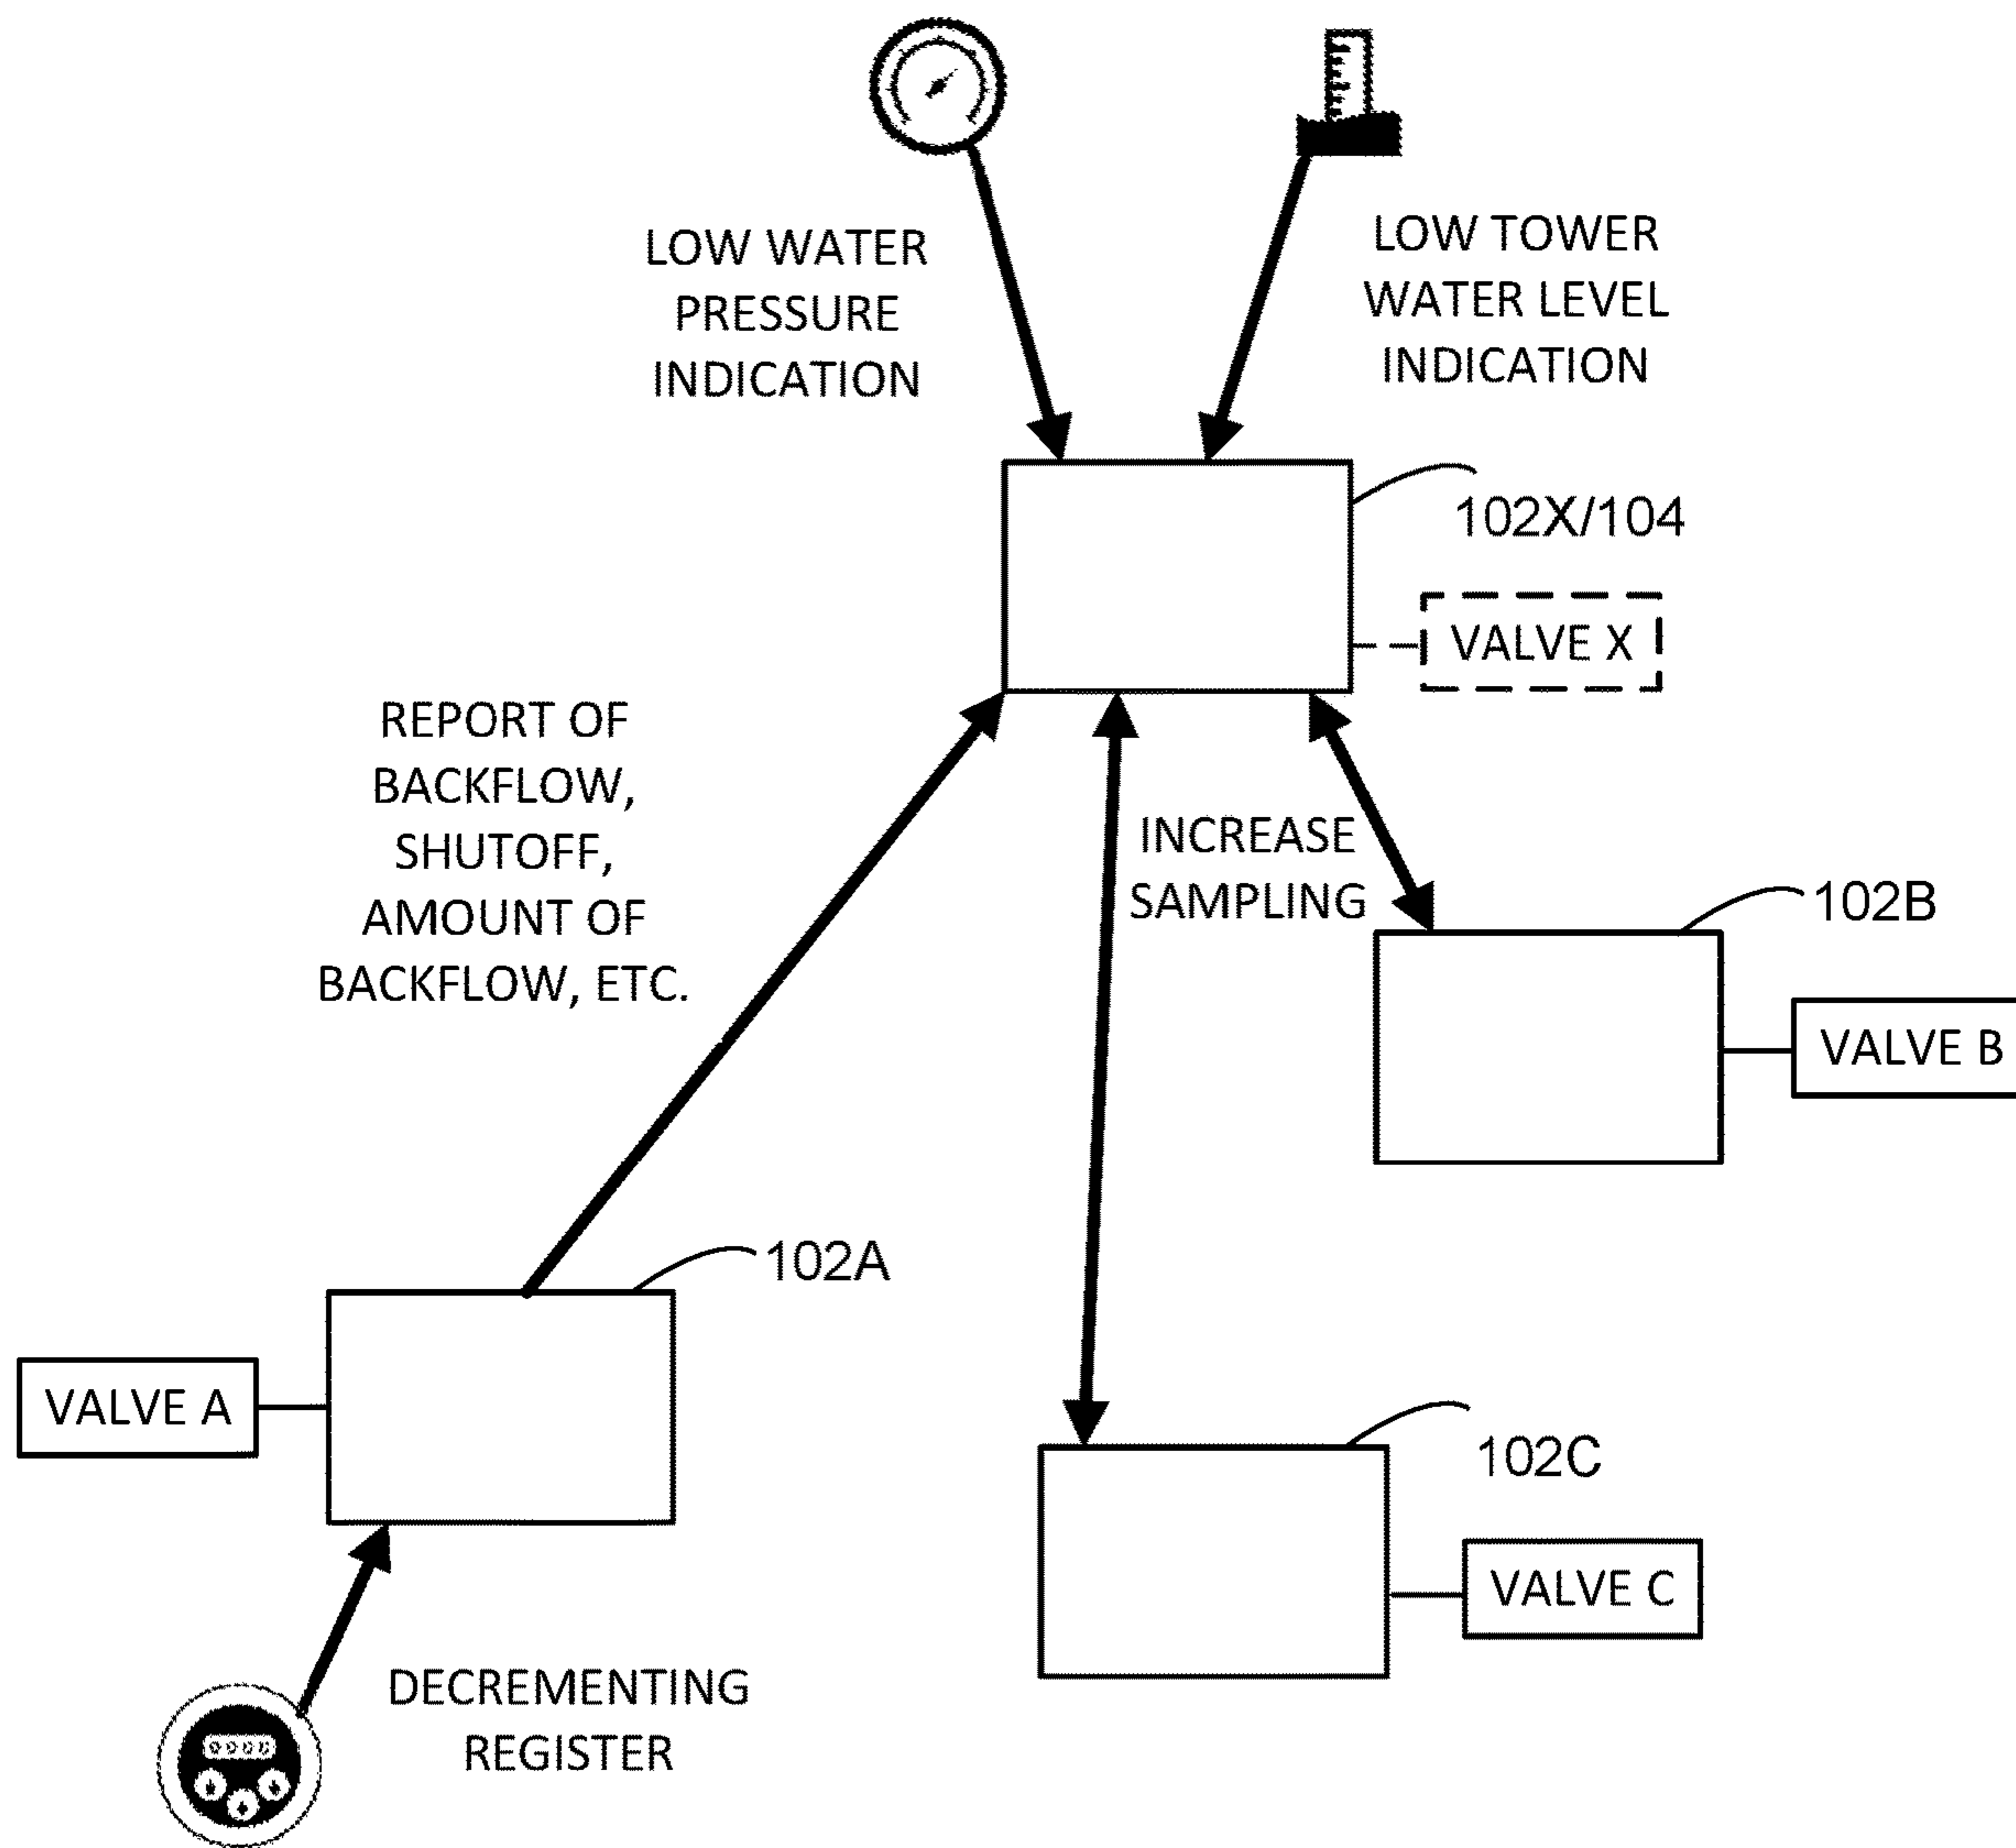 LOW WATER
PRESSURE
INDICATION
LOW TOWER
WATER LEVEL
INDICATION
102X/104
VALVE X
REPORT OF
BACKFLOW,
SHUTOFF,
AMOUNT OF
BACKFLOW, ETC.
INCREASE
SAMPLING
102B
VALVE B
102A
VALVE A
102C
VALVE C
DECREMENTING
REGISTER